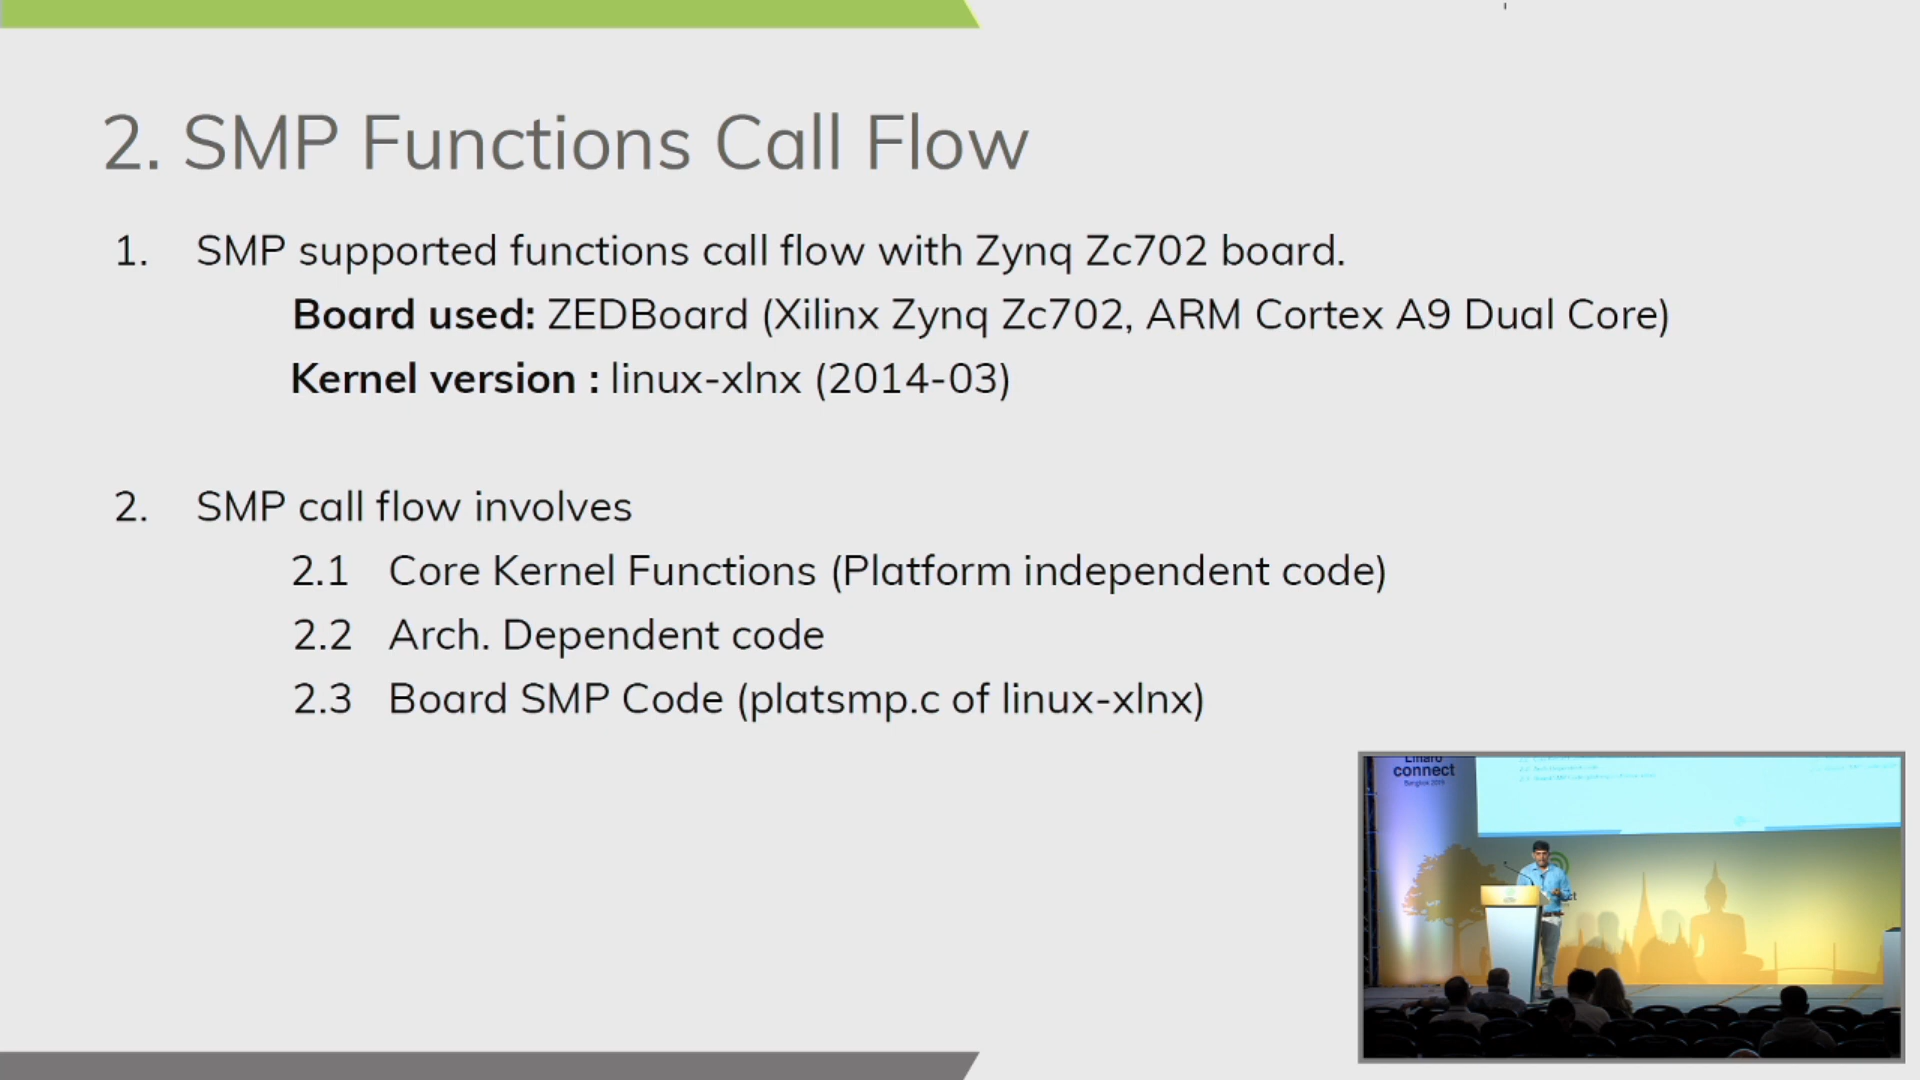 2. SMP Functions Call Flow
1. SMP supported functions call flow with Zynq Zc702 board.
Board used: ZEDBoard (Xilinx Zynq Zc702, ARM Cortex A9 Dual Core)
Kernel version : linux-xlnx (2014-03)
2. SMP call flow involves
2.1 Core Kernel Functions (Platform independent code)
2.2 Arch. Dependent code
2.3 Board SMP Code (platsmp.c of linux-xlnx)
Linaro
connect
Bangkok 2019